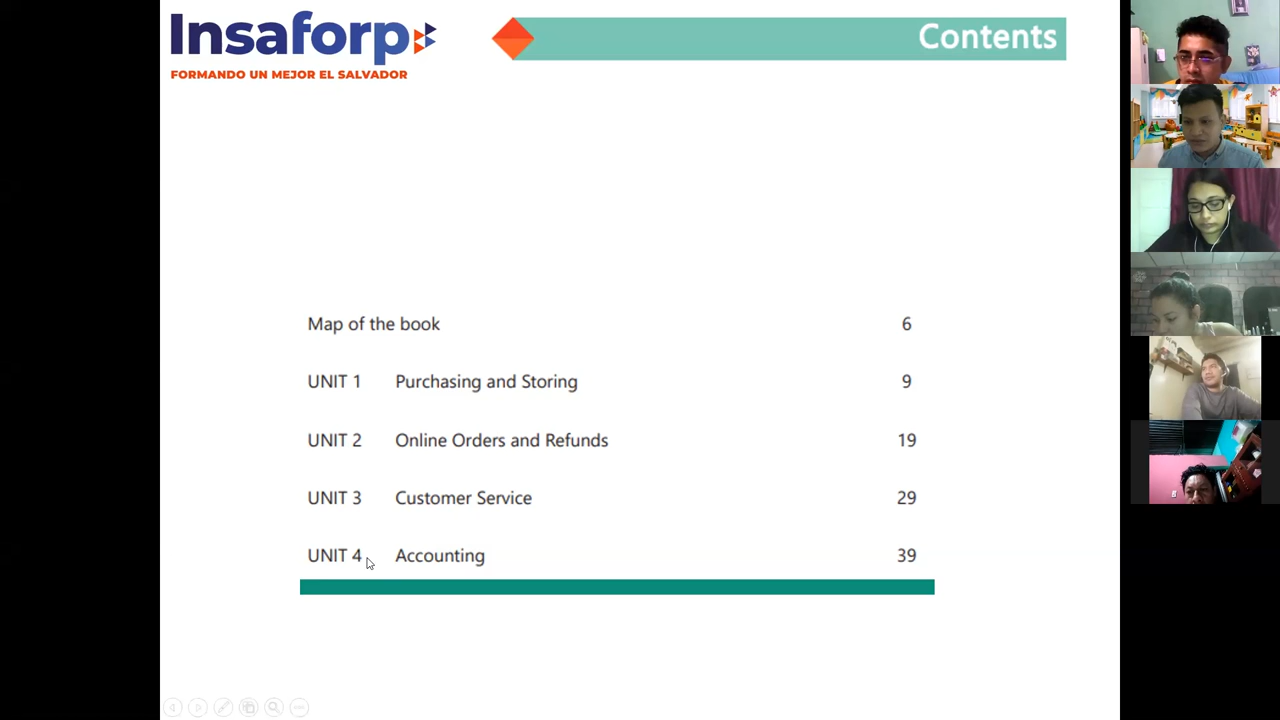 Insaforp
FORMANDO UN MEJOR EL SALVADOR
Contents
Map of the book 6
UNIT 1 Purchasing and Storing 9
UNIT 2 Online Orders and Refunds 19
UNIT 3 Customer Service 29
UNIT 4 Accounting 39